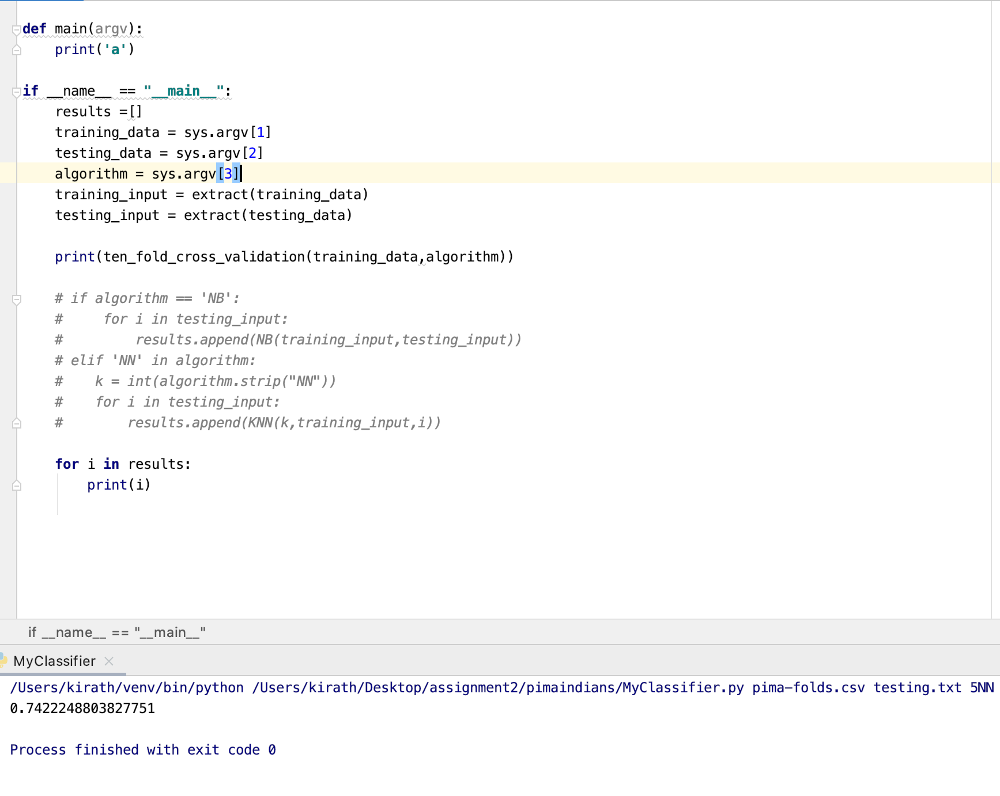 def main(argv):
    print('a')
if __name__ == "__main__":
    results =[]
    training_data = sys.argv[1]
    testing_data = sys.argv[2]
    algorithm = sys.argv[3]
    training_input = extract(training_data)
    testing_input = extract(testing_data)
    print(ten_fold_cross_validation(training_data,algorithm))
    # if algorithm == 'NB':
    #     for i in testing_input:
    #         results.append(NB(training_input,testing_input))
    # elif 'NN' in algorithm:
    #    k = int(algorithm.strip("NN"))
    #    for i in testing_input:
    #        results.append(KNN(k,training_input,i))
    for i in results:
        print(i)
if __name__ == "__main__"
MyClassifier
/Users/kirath/venv/bin/python /Users/kirath/Desktop/assignment2/pimaindians/MyClassifier.py pima-folds.csv testing.txt 5NN
0.7422248803827751
Process finished with exit code 0